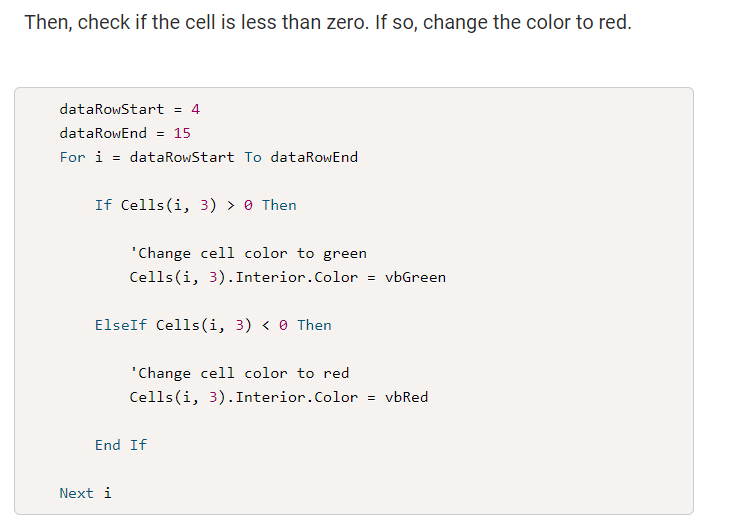 Then, check if the cell is less than zero. If so, change the color to red.
dataRowStart = 4
dataRowEnd = 15
For i = dataRowStart To dataRowEnd
If Cells(i, 3) > 0 Then
'Change cell color to green
Cells(i, 3).Interior.Color = vbGreen
ElseIf Cells(i, 3) < 0 Then
'Change cell color to red
Cells(i, 3).Interior.Color = vbRed
End If
Next i